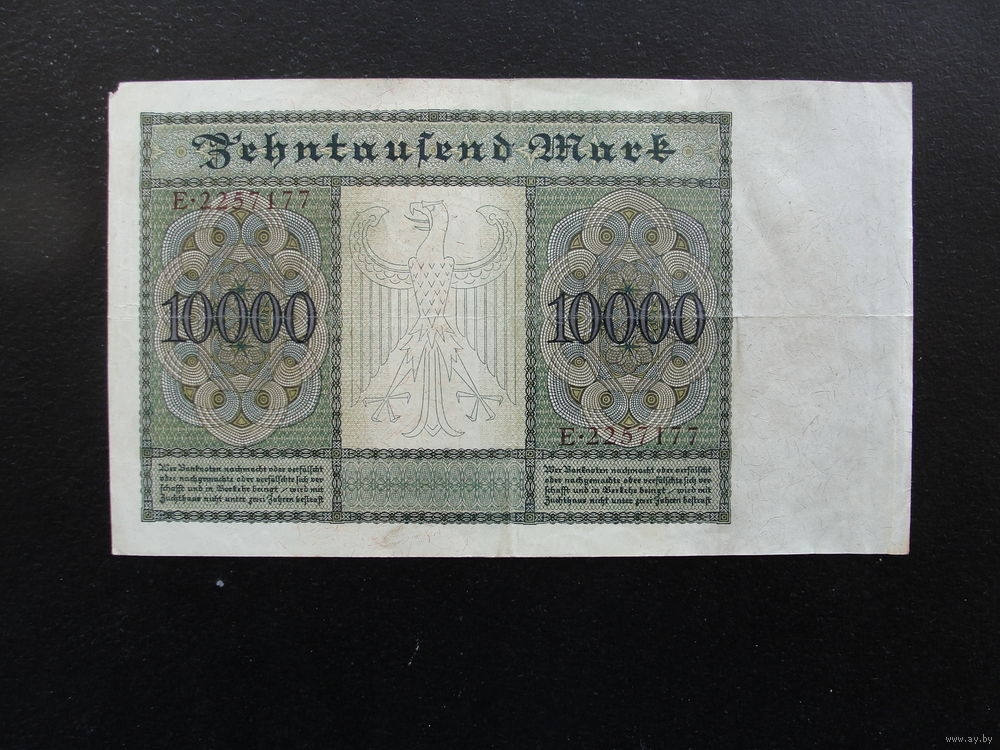 Zehntausend Mark
E·2257177
10000
10000
E·2257177
Wer Banknoten nachmacht oder verfälscht
oder nachgemachte oder verfälschte sich ver
schafft und in Verkehr bringt, wird mit
Zuchthaus nicht unter zwei Jahren bestraft
Wer Banknoten nachmacht oder verfälscht
oder nachgemachte oder verfälschte sich ver
schafft und in Verkehr bringt, wird mit
Zuchthaus nicht unter zwei Jahren bestraft
www.ay.by